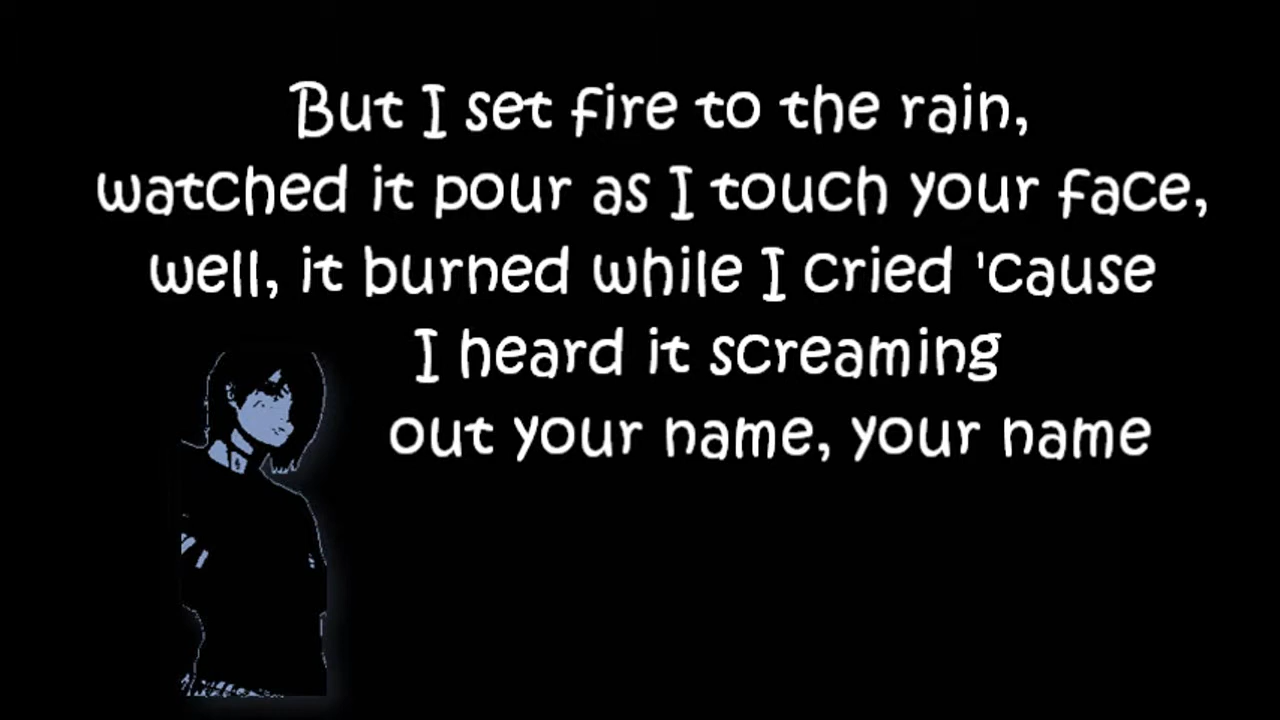 But I set fire to the rain,
watched it pour as I touch your face,
well, it burned while I cried 'cause
I heard it screaming
out your name, your name